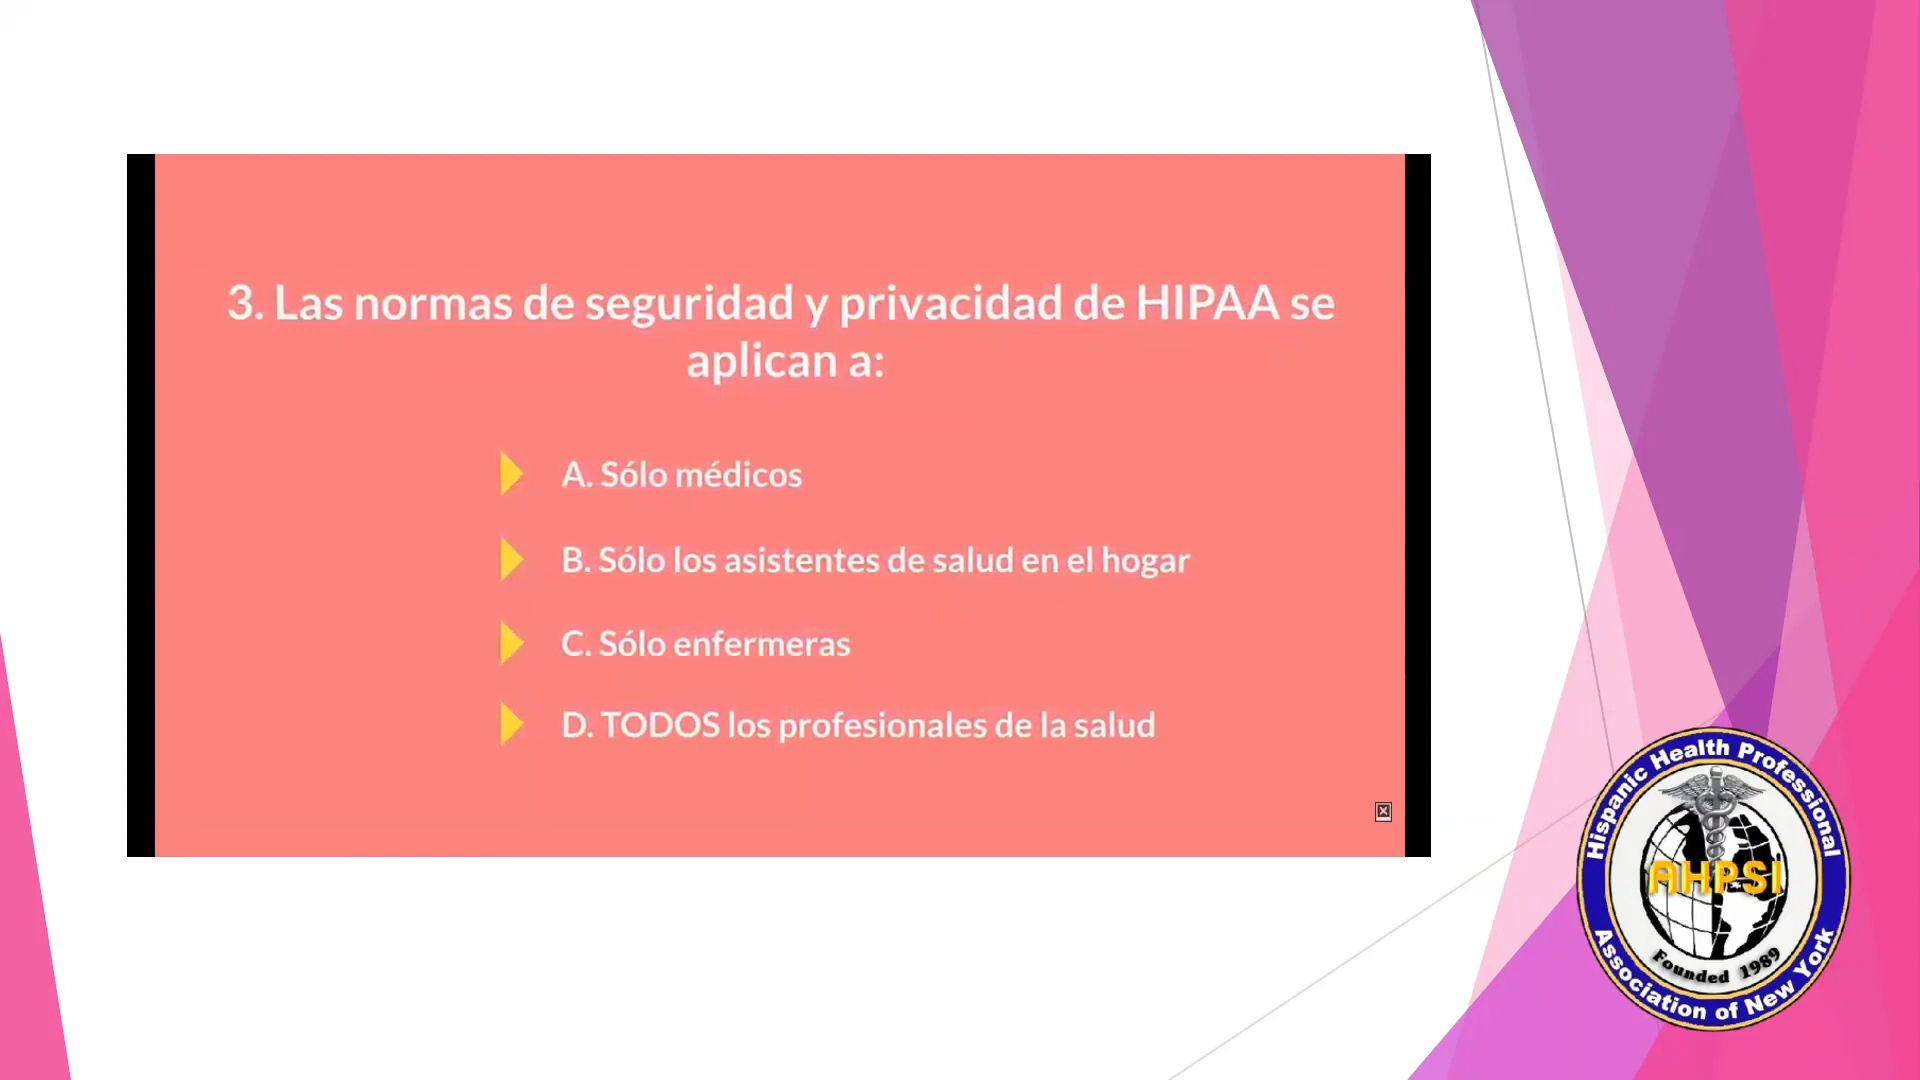 3. Las normas de seguridad y privacidad de HIPAA se
aplican a:
A. Sólo médicos
B. Sólo los asistentes de salud en el hogar
C. Sólo enfermeras
D. TODOS los profesionales de la salud
Hispanic Health Professional
AHPSI
Founded 1989
Association of New York